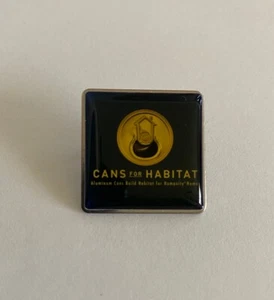 CANS FOR HABITAT
Aluminum Cans Build Habitat for Humanity Homes